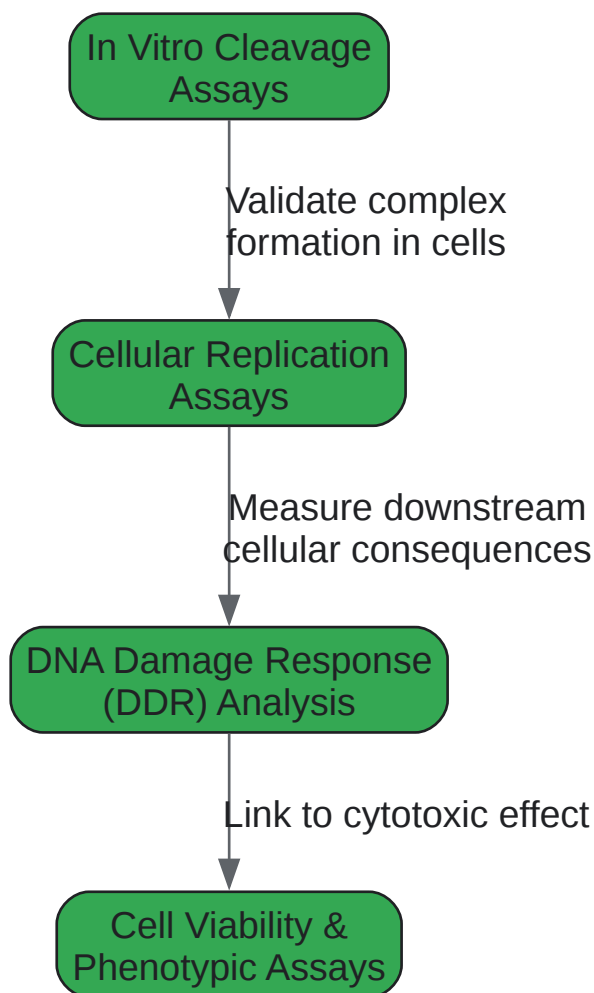 In Vitro Cleavage
Assays
Validate complex
formation in cells
Cellular Replication
Assays
Measure downstream
cellular consequences
DNA Damage Response
(DDR) Analysis
Link to cytotoxic effect
Cell Viability &
Phenotypic Assays